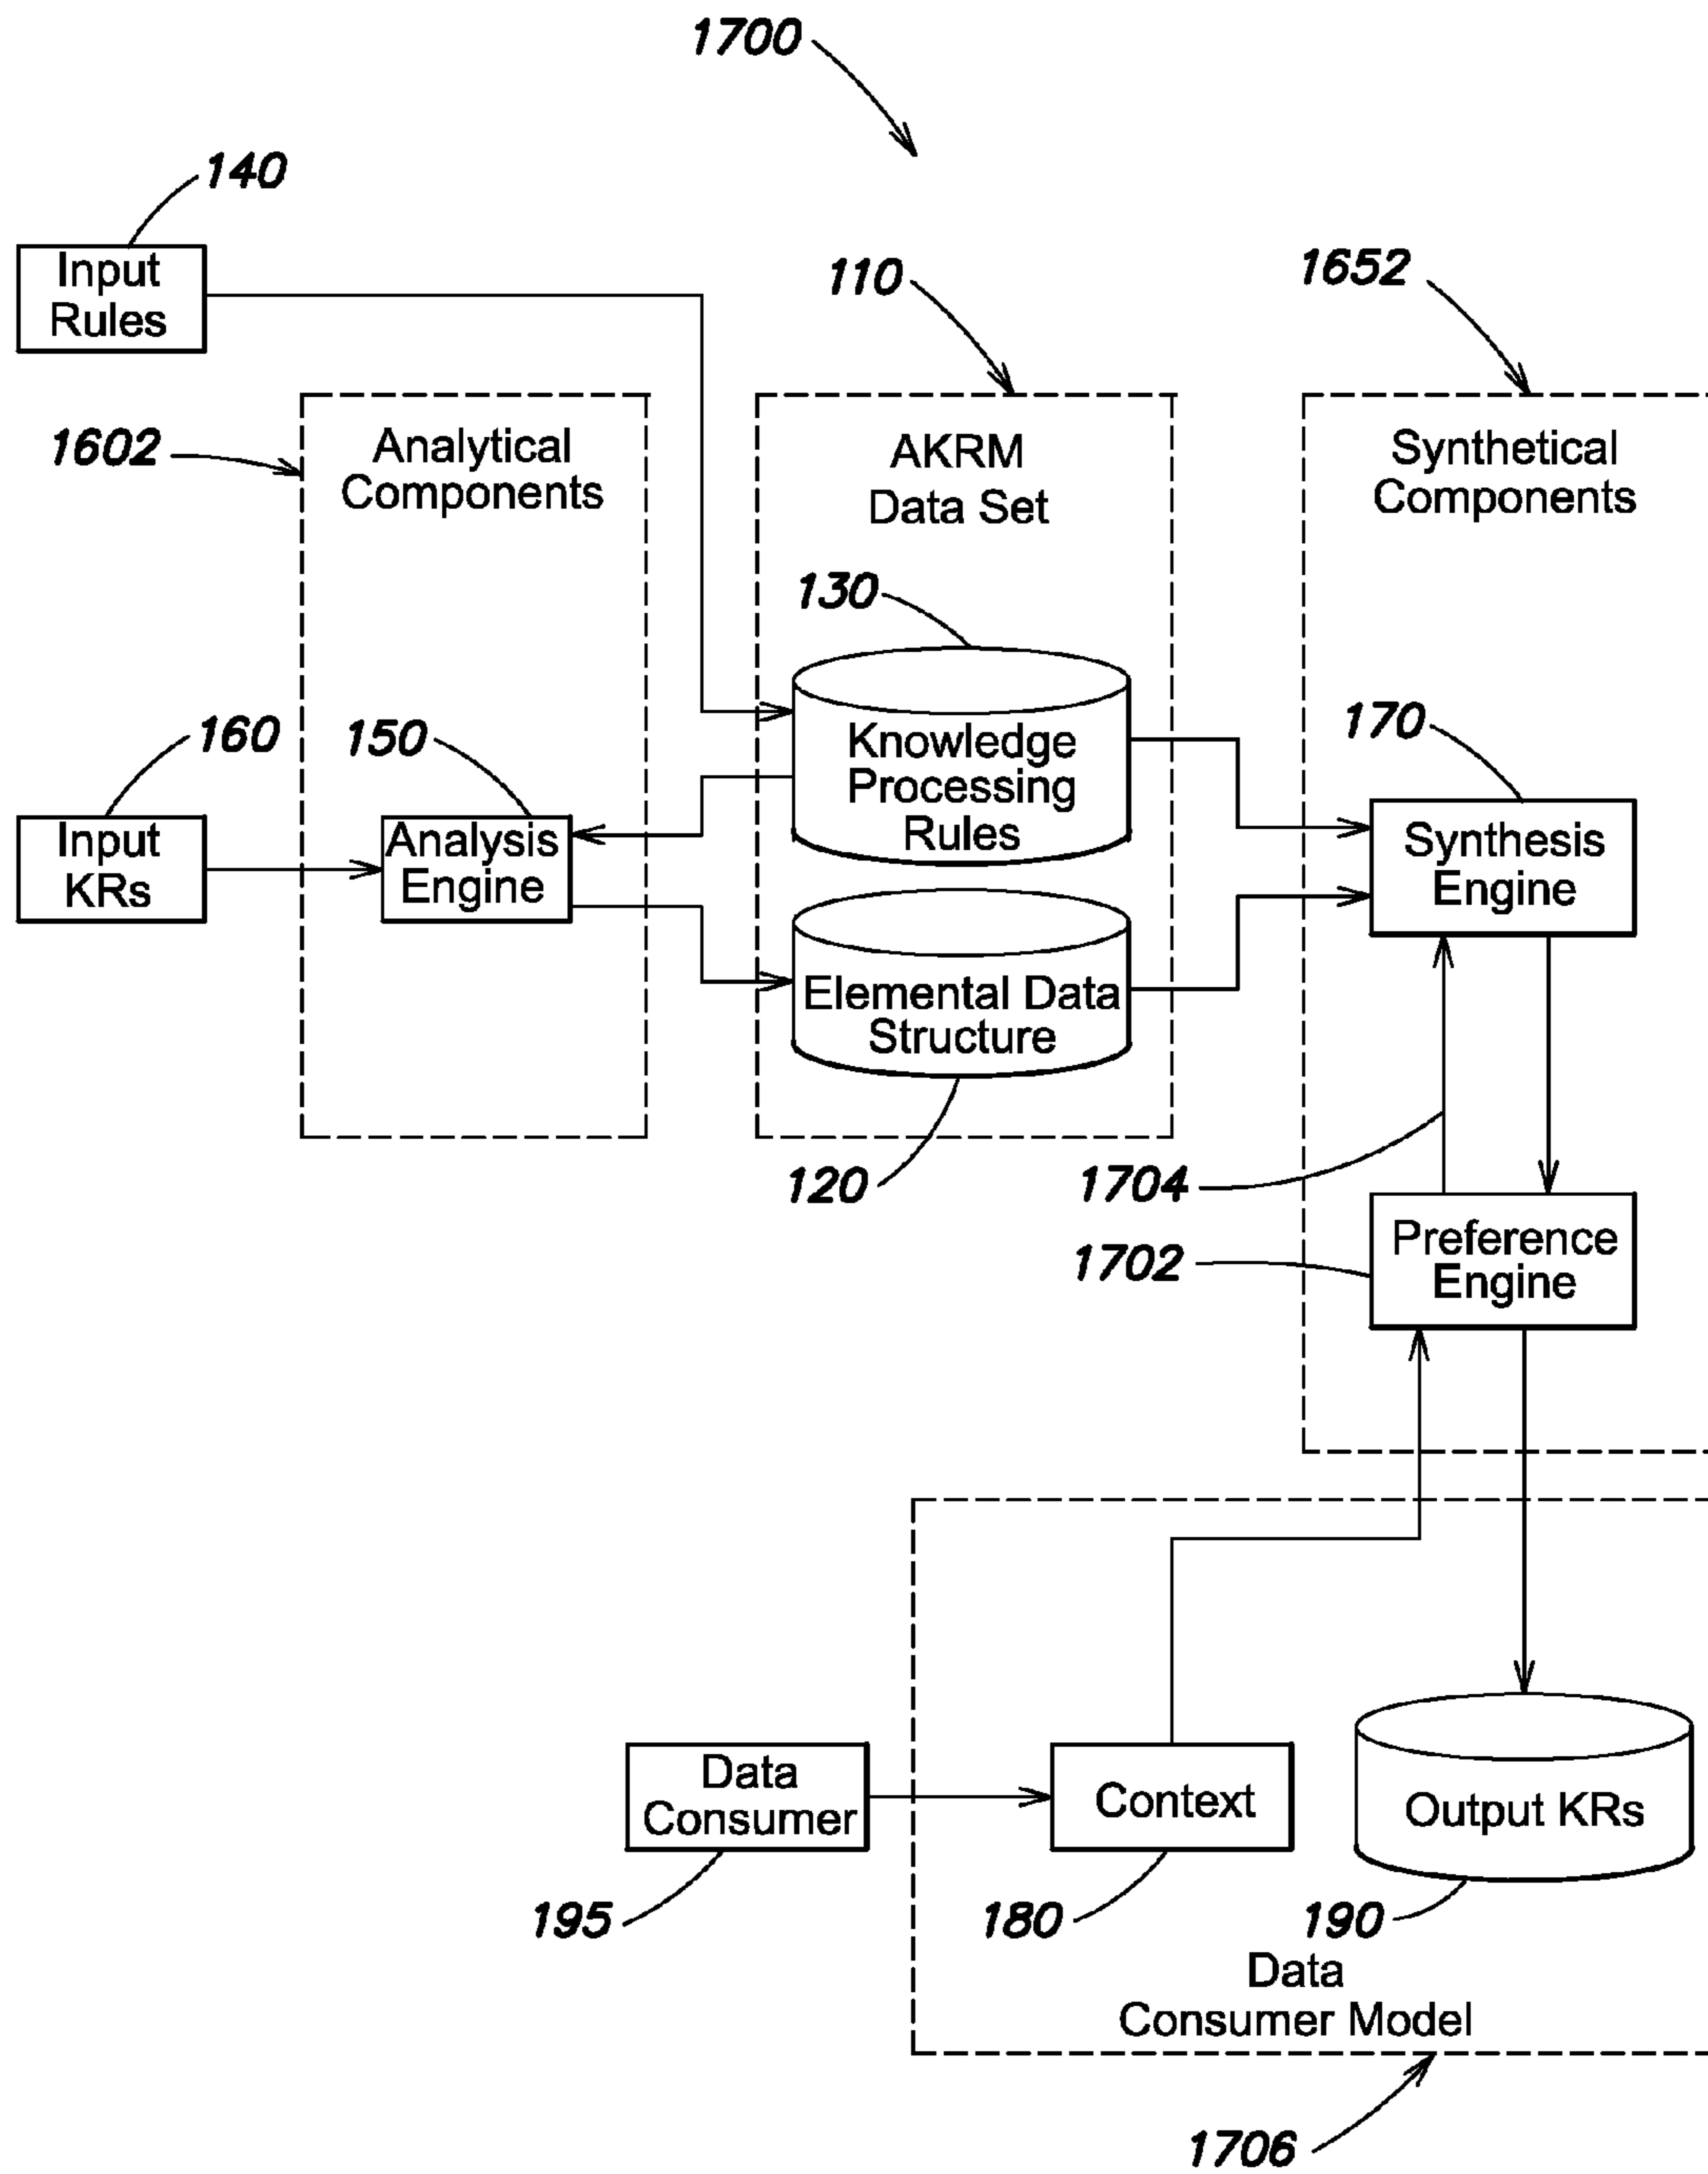 1700
140
Input
Rules
110
1652
1602
Analytical
Components
AKRM
Data Set
Synthetical
Components
130
160
150
170
Knowledge
Processing
Rules
Input
KRs
Analysis
Engine
Synthesis
Engine
Elemental Data
Structure
120
1704
1702
Preference
Engine
Data
Consumer
Context
Output KRs
195
180
190
Data
Consumer Model
1706